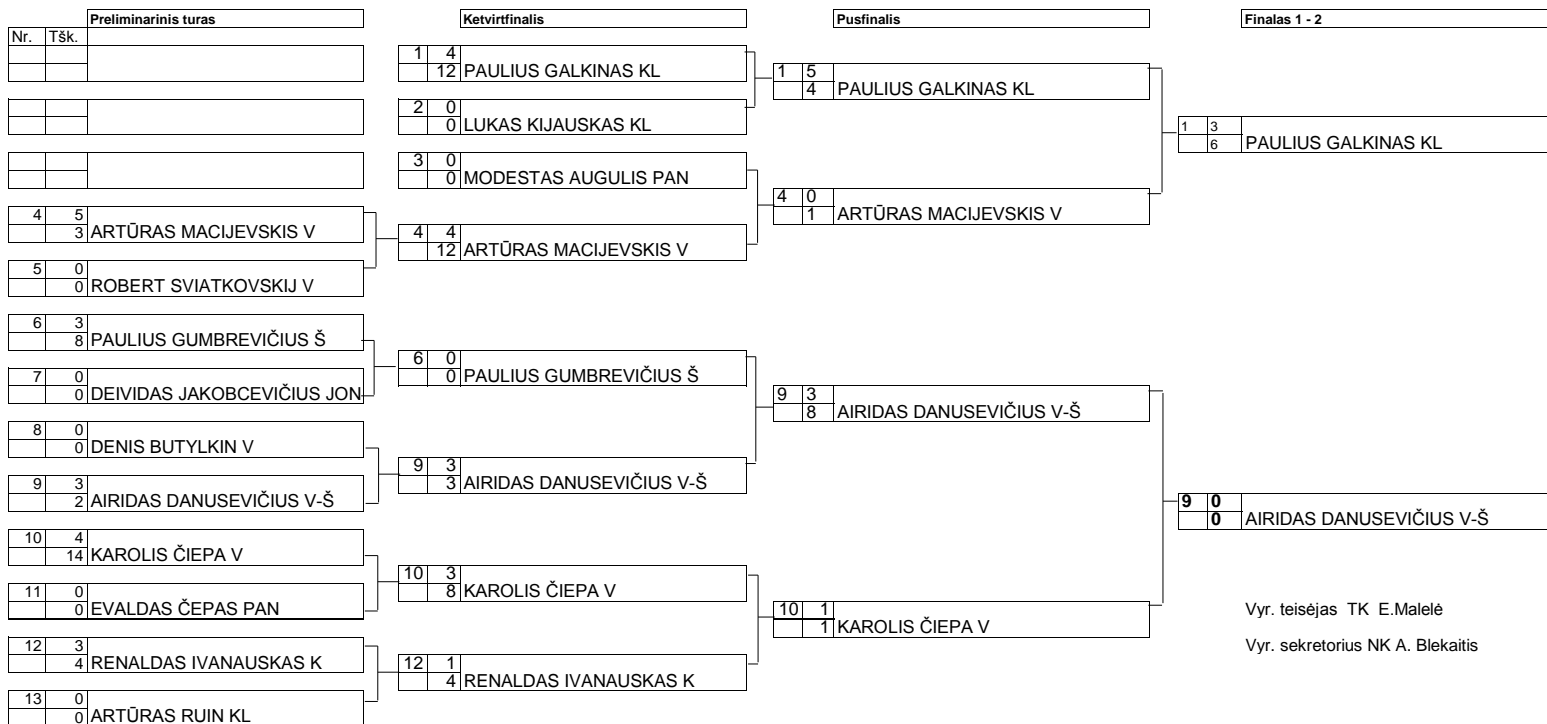 Preliminarinis turas
Nr. Tšk.
4 5
3 ARTŪRAS MACIJEVSKIS V
5 0
0 ROBERT SVIATKOVSKIJ V
6 3
8 PAULIUS GUMBREVIČIUS Š
7 0
0 DEIVIDAS JAKOBCEVIČIUS JON
8 0
0 DENIS BUTYLKIN V
9 3
2 AIRIDAS DANUSEVIČIUS V-Š
10 4
14 KAROLIS ČIEPA V
11 0
0 EVALDAS ČEPAS PAN
12 3
4 RENALDAS IVANAUSKAS K
13 0
0 ARTŪRAS RUIN KL
Ketvirtfinalis
1 4
12 PAULIUS GALKINAS KL
2 0
0 LUKAS KIJAUSKAS KL
3 0
0 MODESTAS AUGULIS PAN
4 4
12 ARTŪRAS MACIJEVSKIS V
6 0
0 PAULIUS GUMBREVIČIUS Š
9 3
3 AIRIDAS DANUSEVIČIUS V-Š
10 3
8 KAROLIS ČIEPA V
12 1
4 RENALDAS IVANAUSKAS K
Pusfinalis
1 5
4 PAULIUS GALKINAS KL
4 0
1 ARTŪRAS MACIJEVSKIS V
9 3
8 AIRIDAS DANUSEVIČIUS V-Š
10 1
1 KAROLIS ČIEPA V
Finalas 1 - 2
1 3
6 PAULIUS GALKINAS KL
9 0
0 AIRIDAS DANUSEVIČIUS V-Š
Vyr. teisėjas TK E.Malelė
Vyr. sekretorius NK A. Blekaitis